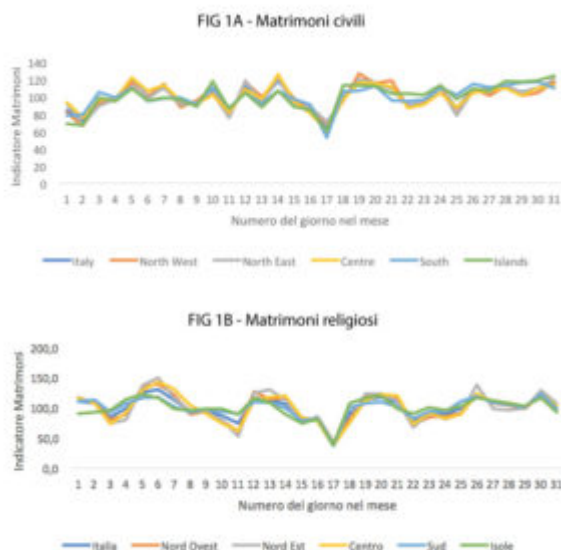 FIG 1A - Matrimoni civili
Indicatore Matrimoni
140
120
100
80
60
40
20
0
1 2 3 4 5 6 7 8 9 10 11 12 13 14 15 16 17 18 19 20 21 22 23 24 25 26 27 28 29 30 31
Numero del giorno nel mese
Italy North West North East Centre South Islands
FIG 1B - Matrimoni religiosi
Indicatore Matrimoni
200,0
150,0
100,0
50,0
0,0
1 2 3 4 5 6 7 8 9 10 11 12 13 14 15 16 17 18 19 20 21 22 23 24 25 26 27 28 29 30 31
Numero del giorno nel mese
Italia Nord Ovest Nord Est Centro Sud Isole